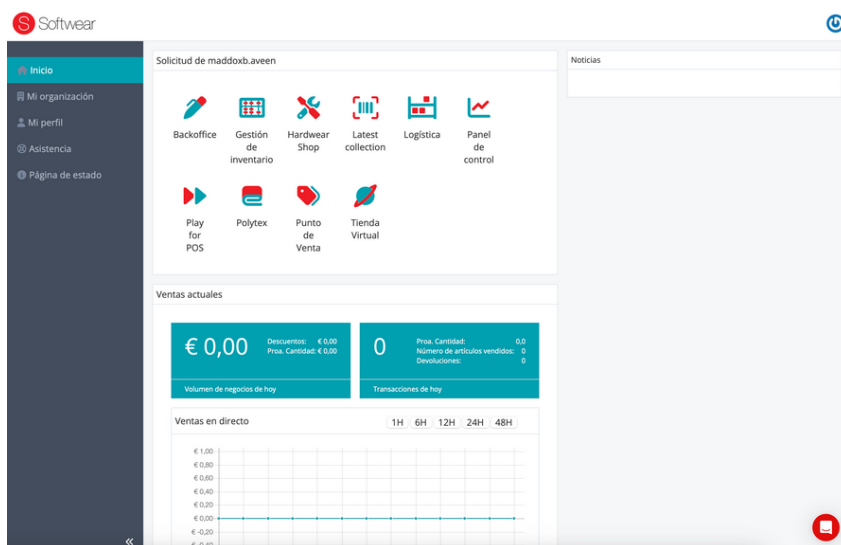 Softwear
Inicio
Mi organización
Mi perfil
Asistencia
Página de estado
Solicitud de maddoxb.aveen
Backoffice
Gestión
de
inventario
Hardwear
Shop
Latest
collection
Logística
Panel
de
control
Play
for
POS
Polytex
Punto
de
Venta
Tienda
Virtual
Noticias
Ventas actuales
€ 0,00
Descuentos: € 0,00
Proa. Cantidad: € 0,00
Volumen de negocios de hoy
0
Proa. Cantidad: 0,0
Número de artículos vendidos: 0
Devoluciones: 0
Transacciones de hoy
Ventas en directo
1H 6H 12H 24H 48H
€ 1,00
€ 0,80
€ 0,60
€ 0,40
€ 0,20
€ 0,00
€ -0,20
€ -0,40